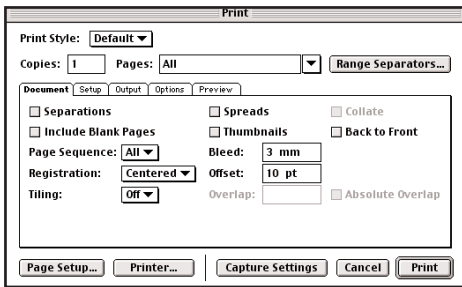 Print
Print Style: Default
Copies: 1 Pages: All Range Separators...
Document Setup Output Options Preview
Separations Spreads Collate
Include Blank Pages Thumbnails Back to Front
Page Sequence: All Bleed: 3 mm
Registration: Centered Offset: 10 pt
Tiling: Off Overlap: Absolute Overlap
Page Setup... Printer... Capture Settings Cancel Print